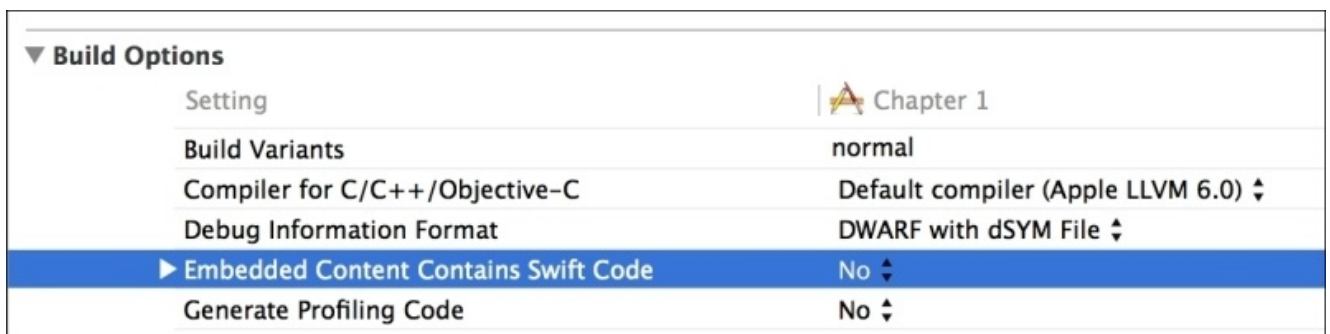 Build Options
Setting Chapter 1
Build Variants normal
Compiler for C/C++/Objective-C Default compiler (Apple LLVM 6.0)
Debug Information Format DWARF with dSYM File
Embedded Content Contains Swift Code No
Generate Profiling Code No